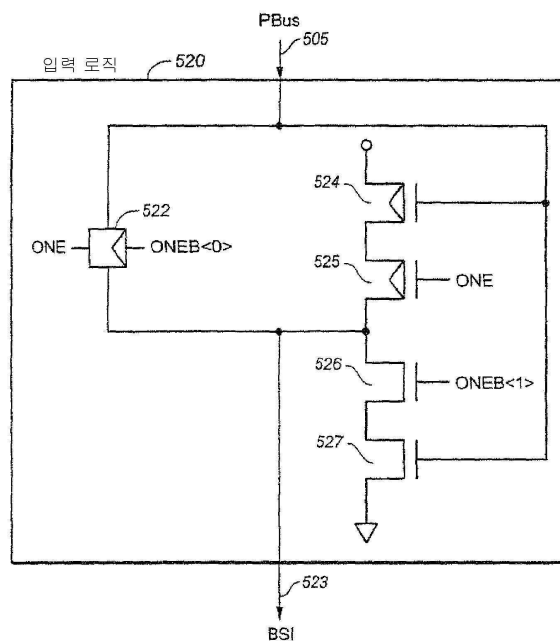 PBus
505
입력 로직
520
524
522
ONE
ONEB<0>
525
ONE
526
ONEB<1>
527
523
BSI